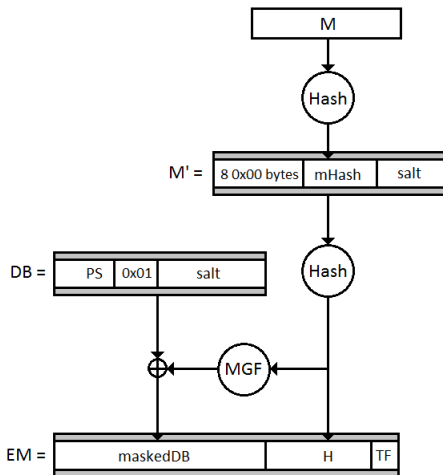 M
Hash
M' = 8 0x00 bytes mHash salt
DB = PS 0x01 salt
Hash
MGF
EM = maskedDB H TF